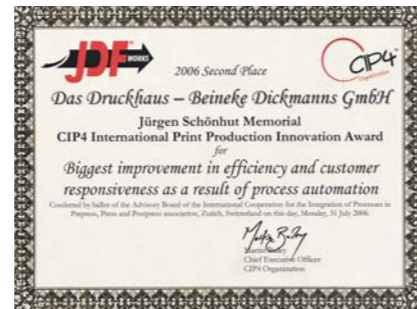 JDF WORKS
2006 Second Place
CIP4
Organization
Das Druckhaus – Beineke Dickmanns GmbH
Jürgen Schönhut Memorial
CIP4 International Print Production Innovation Award
for
Biggest improvement in efficiency and customer
responsiveness as a result of process automation
Conferred by ballot of the Advisory Board of the International Cooperation for the Integration of Processes in
Prepress, Press and Postpress association, Zurich, Switzerland on this day, Monday, 31 July 2006.
Martin Bailey
Chief Executive Officer
CIP4 Organization